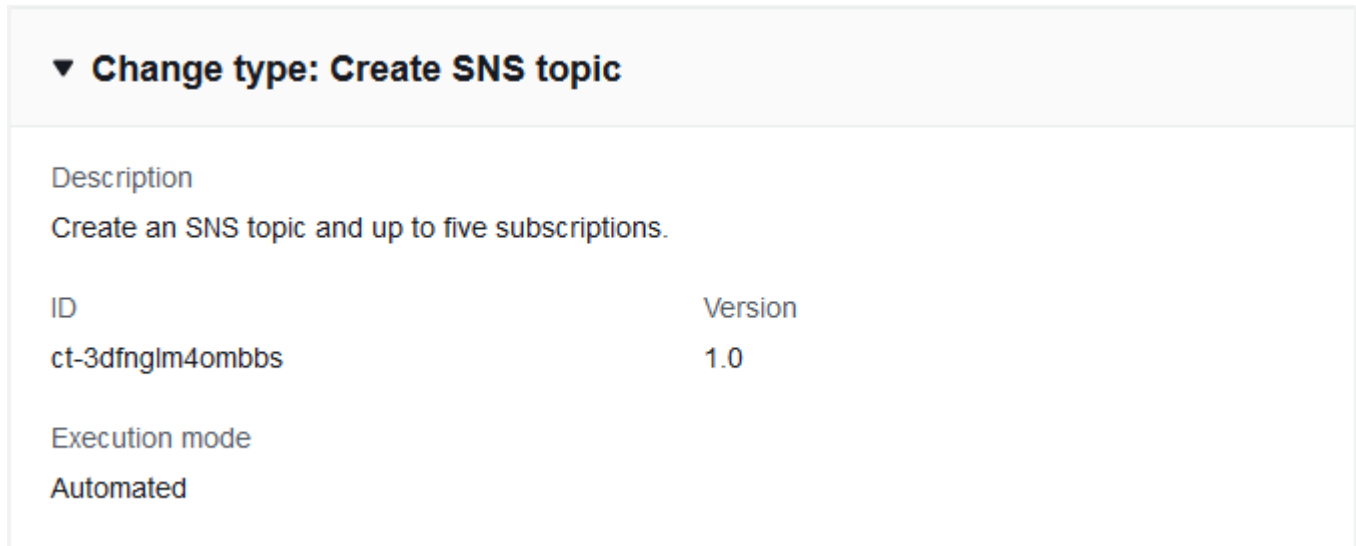 Change type: Create SNS topic
Description
Create an SNS topic and up to five subscriptions.
ID
Version
ct-3dfnglm4ombbs
1.0
Execution mode
Automated